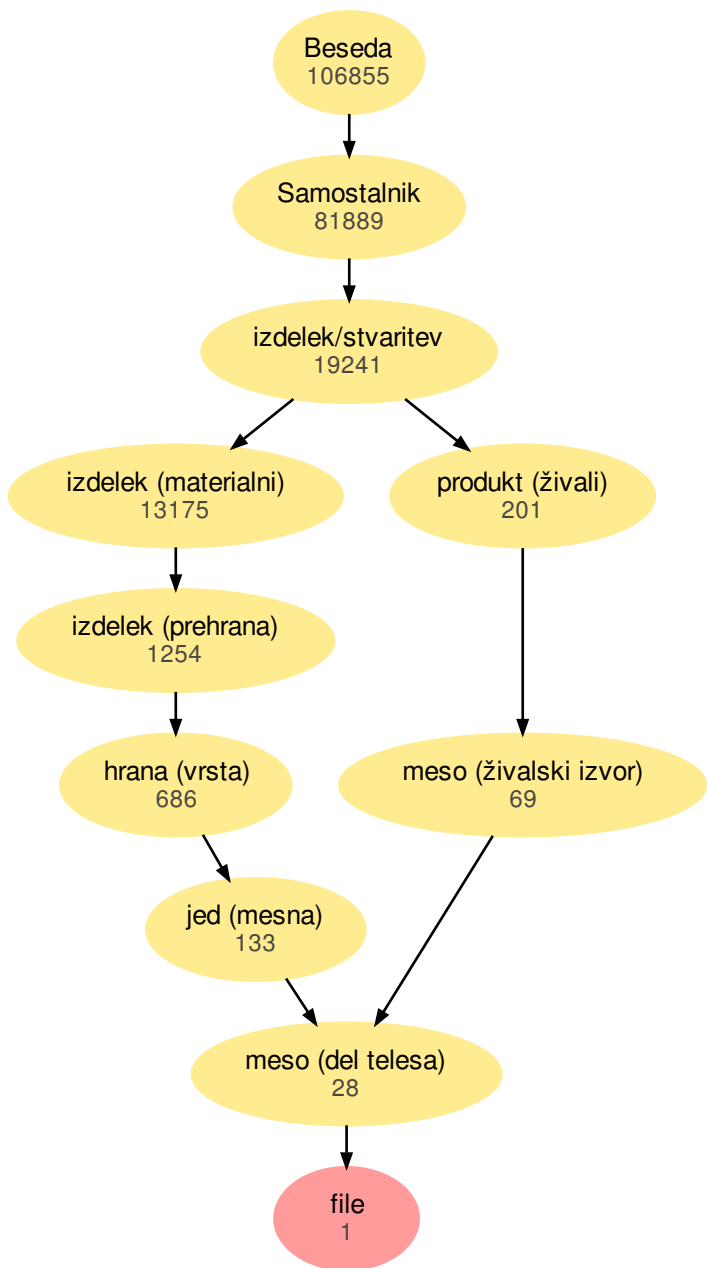 Beseda
106855
Samostalnik
81889
izdelek/stvaritev
19241
izdelek (materialni)
13175
produkt (živali)
201
izdelek (prehrana)
1254
hrana (vrsta)
686
meso (živalski izvor)
69
jed (mesna)
133
meso (del telesa)
28
file
1